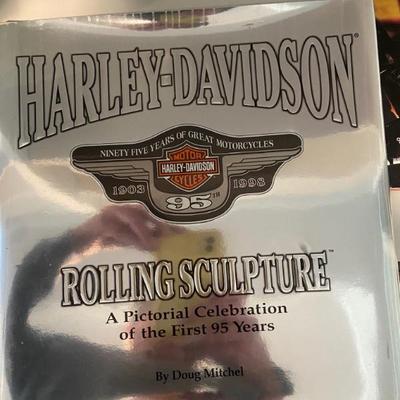 HARLEY-DAVIDSON
NINETY FIVE YEARS OF GREAT MOTORCYCLES
MOTOR
HARLEY-DAVIDSON
CYCLES
1903 95TH 1998
ROLLING SCULPTURE™
A Pictorial Celebration
of the First 95 Years
By Doug Mitchel